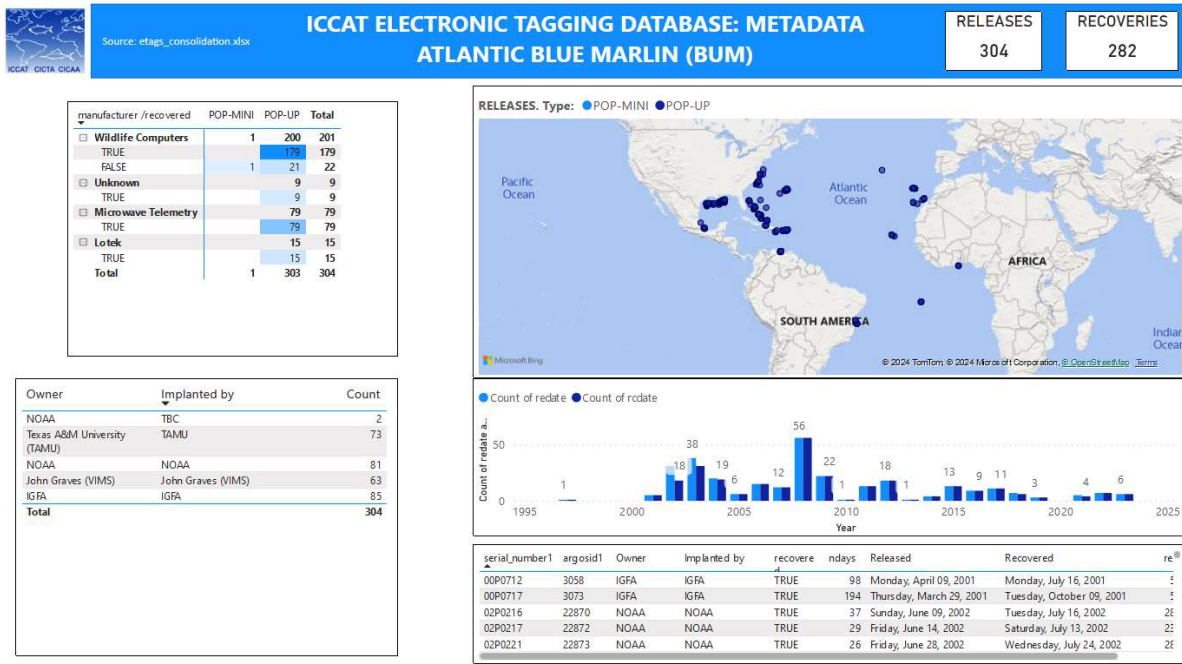 ICCAT CICTA CICAA
Source: etags_consolidation.xlsx
ICCAT ELECTRONIC TAGGING DATABASE: METADATA
ATLANTIC BLUE MARLIN (BUM)
RELEASES
304
RECOVERIES
282
manufacturer /recovered POP-MINI POP-UP Total
Wildlife Computers 1 200 201
TRUE 179 179
FALSE 1 21 22
Unknown 9 9
TRUE 9 9
Microwave Telemetry 79 79
TRUE 79 79
Lotek 15 15
TRUE 15 15
Total 1 303 304
RELEASES. Type: POP-MINI POP-UP
Pacific
Ocean
Atlantic
Ocean
AFRICA
SOUTH AMERICA
Indian
Ocean
Microsoft Bing
© 2024 TomTom, © 2024 Microsoft Corporation, © OpenStreetMap Terms
Owner Implanted by Count
NOAA TBC 2
Texas A&M University TAMU 73
(TAMU)
NOAA NOAA 81
John Graves (VIMS) John Graves (VIMS) 63
IGFA IGFA 85
Total 304
Count of redate Count of rcdate
Count of redate a...
50
0
1
18
38
19
6
12
56
22
1
18
1
13
9
11
3
4
6
1995 2000 2005 2010 2015 2020 2025
Year
serial_number1 argosid1 Owner Implanted by recovere ndays Released Recovered re
d
00P0712 3058 IGFA IGFA TRUE 98 Monday, April 09, 2001 Monday, July 16, 2001 5
00P0717 3073 IGFA IGFA TRUE 194 Thursday, March 29, 2001 Tuesday, October 09, 2001 5
02P0216 22870 NOAA NOAA TRUE 37 Sunday, June 09, 2002 Tuesday, July 16, 2002 28
02P0217 22872 NOAA NOAA TRUE 29 Friday, June 14, 2002 Saturday, July 13, 2002 23
02P0221 22873 NOAA NOAA TRUE 26 Friday, June 28, 2002 Wednesday, July 24, 2002 28